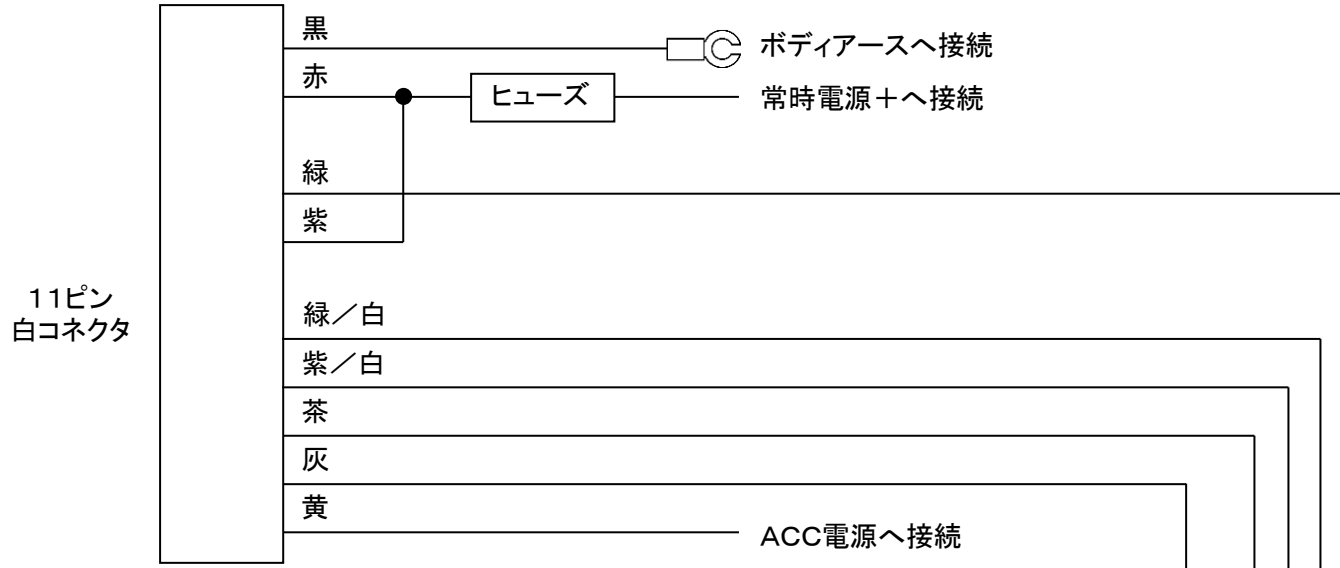 黒
ボディアースへ接続
赤
ヒューズ
常時電源＋へ接続
緑
紫
11ピン
白コネクタ
緑／白
紫／白
茶
灰
黄
ACC電源へ接続